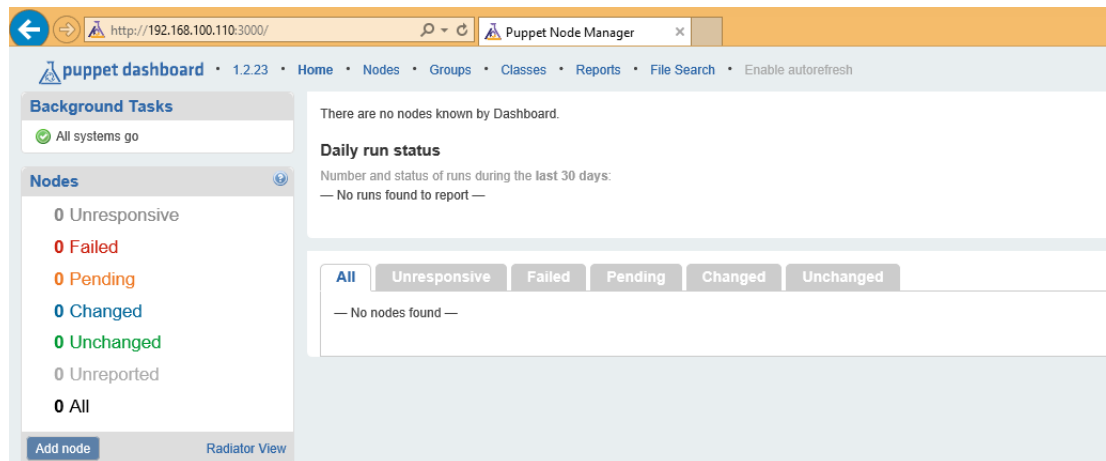 http://192.168.100.110:3000/
Puppet Node Manager
puppet dashboard • 1.2.23 • Home • Nodes • Groups • Classes • Reports • File Search • Enable autorefresh
Background Tasks
All systems go
Nodes
0 Unresponsive
0 Failed
0 Pending
0 Changed
0 Unchanged
0 Unreported
0 All
Add node Radiator View
There are no nodes known by Dashboard.
Daily run status
Number and status of runs during the last 30 days:
— No runs found to report —
All Unresponsive Failed Pending Changed Unchanged
— No nodes found —